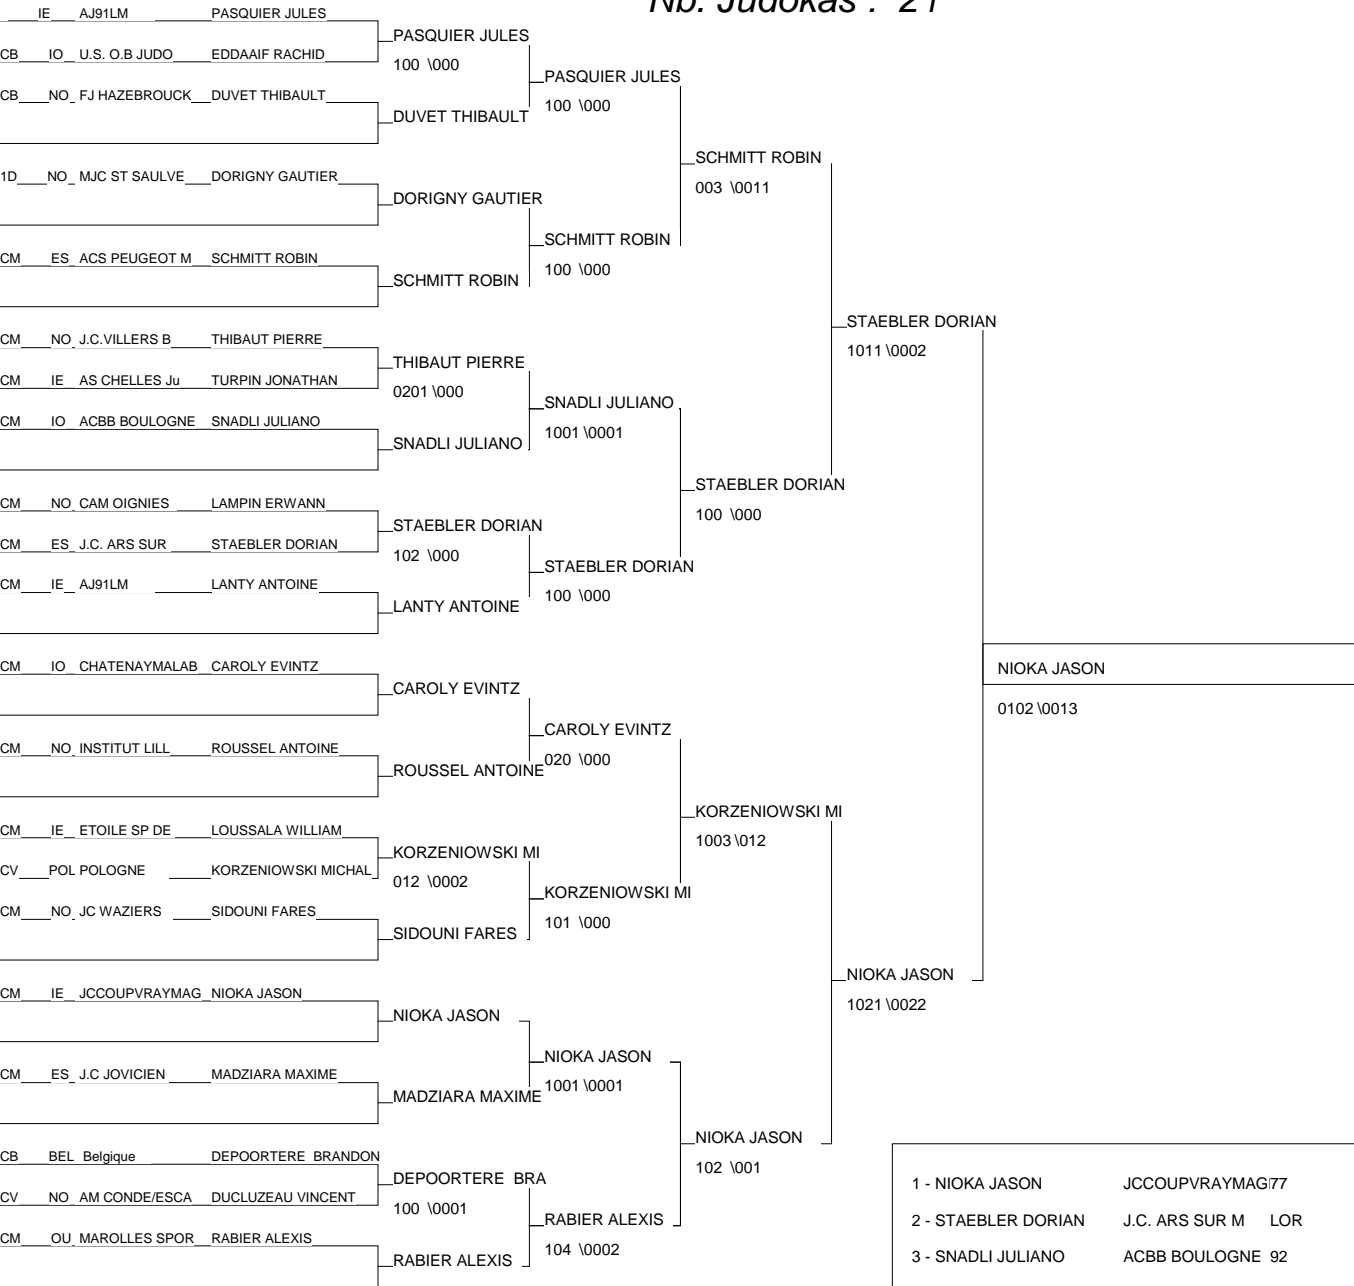 Nb. Judokas : 21
IE AJ91LM PASQUIER JULES
PASQUIER JULES
CB IO U.S. O.B JUDO EDDAAIF RACHID
100 \000
PASQUIER JULES
CB NO FJ HAZEBROUCK DUVET THIBAULT
100 \000
DUVET THIBAULT
SCHMITT ROBIN
1D NO MJC ST SAULVE DORIGNY GAUTIER
003 \0011
DORIGNY GAUTIER
SCHMITT ROBIN
CM ES ACS PEUGEOT M SCHMITT ROBIN
100 \000
SCHMITT ROBIN
STAEBLER DORIAN
CM NO J.C.VILLERS B THIBAUT PIERRE
1011 \0002
THIBAUT PIERRE
CM IE AS CHELLES Ju TURPIN JONATHAN
0201 \000
SNADLI JULIANO
CM IO ACBB BOULOGNE SNADLI JULIANO
1001 \0001
SNADLI JULIANO
STAEBLER DORIAN
CM NO CAM OIGNIES LAMPIN ERWANN
100 \000
STAEBLER DORIAN
CM ES J.C. ARS SUR STAEBLER DORIAN
102 \000
STAEBLER DORIAN
CM IE AJ91LM LANTY ANTOINE
100 \000
LANTY ANTOINE
CM IO CHATENAYMALAB CAROLY EVINTZ
NIOKA JASON
CAROLY EVINTZ
0102 \0013
CAROLY EVINTZ
CM NO INSTITUT LILL ROUSSEL ANTOINE
020 \000
ROUSSEL ANTOINE
KORZENIOWSKI MI
CM IE ETOILE SP DE LOUSSALA WILLIAM
1003 \012
KORZENIOWSKI MI
CV POL POLOGNE KORZENIOWSKI MICHAL
012 \0002
KORZENIOWSKI MI
CM NO JC WAZIERS SIDOUNI FARES
101 \000
SIDOUNI FARES
NIOKA JASON
CM IE JCCOUPVRAYMAG NIOKA JASON
1021 \0022
NIOKA JASON
NIOKA JASON
CM ES J.C JOVICIEN MADZIARA MAXIME
1001 \0001
MADZIARA MAXIME
NIOKA JASON
CB BEL Belgique DEPOORTERE BRANDON
102 \001
DEPOORTERE BRA
1 - NIOKA JASON JCCOUPVRAYMAG 77
CV NO AM CONDE/ESCA DUCLUZEAU VINCENT
100 \0001
RABIER ALEXIS
2 - STAEBLER DORIAN J.C. ARS SUR M LOR
CM OU MAROLLES SPOR RABIER ALEXIS
104 \0002
3 - SNADLI JULIANO ACBB BOULOGNE 92
RABIER ALEXIS